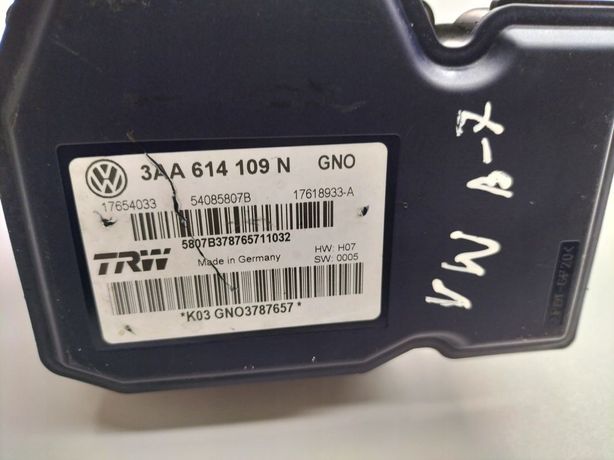 3AA 614 109 N GNO
17654033 54085807B 17618933-A
5807B378765711032
TRW Made in Germany HW: H07
SW: 0005
*K03 GNO3787657*
VW B-7